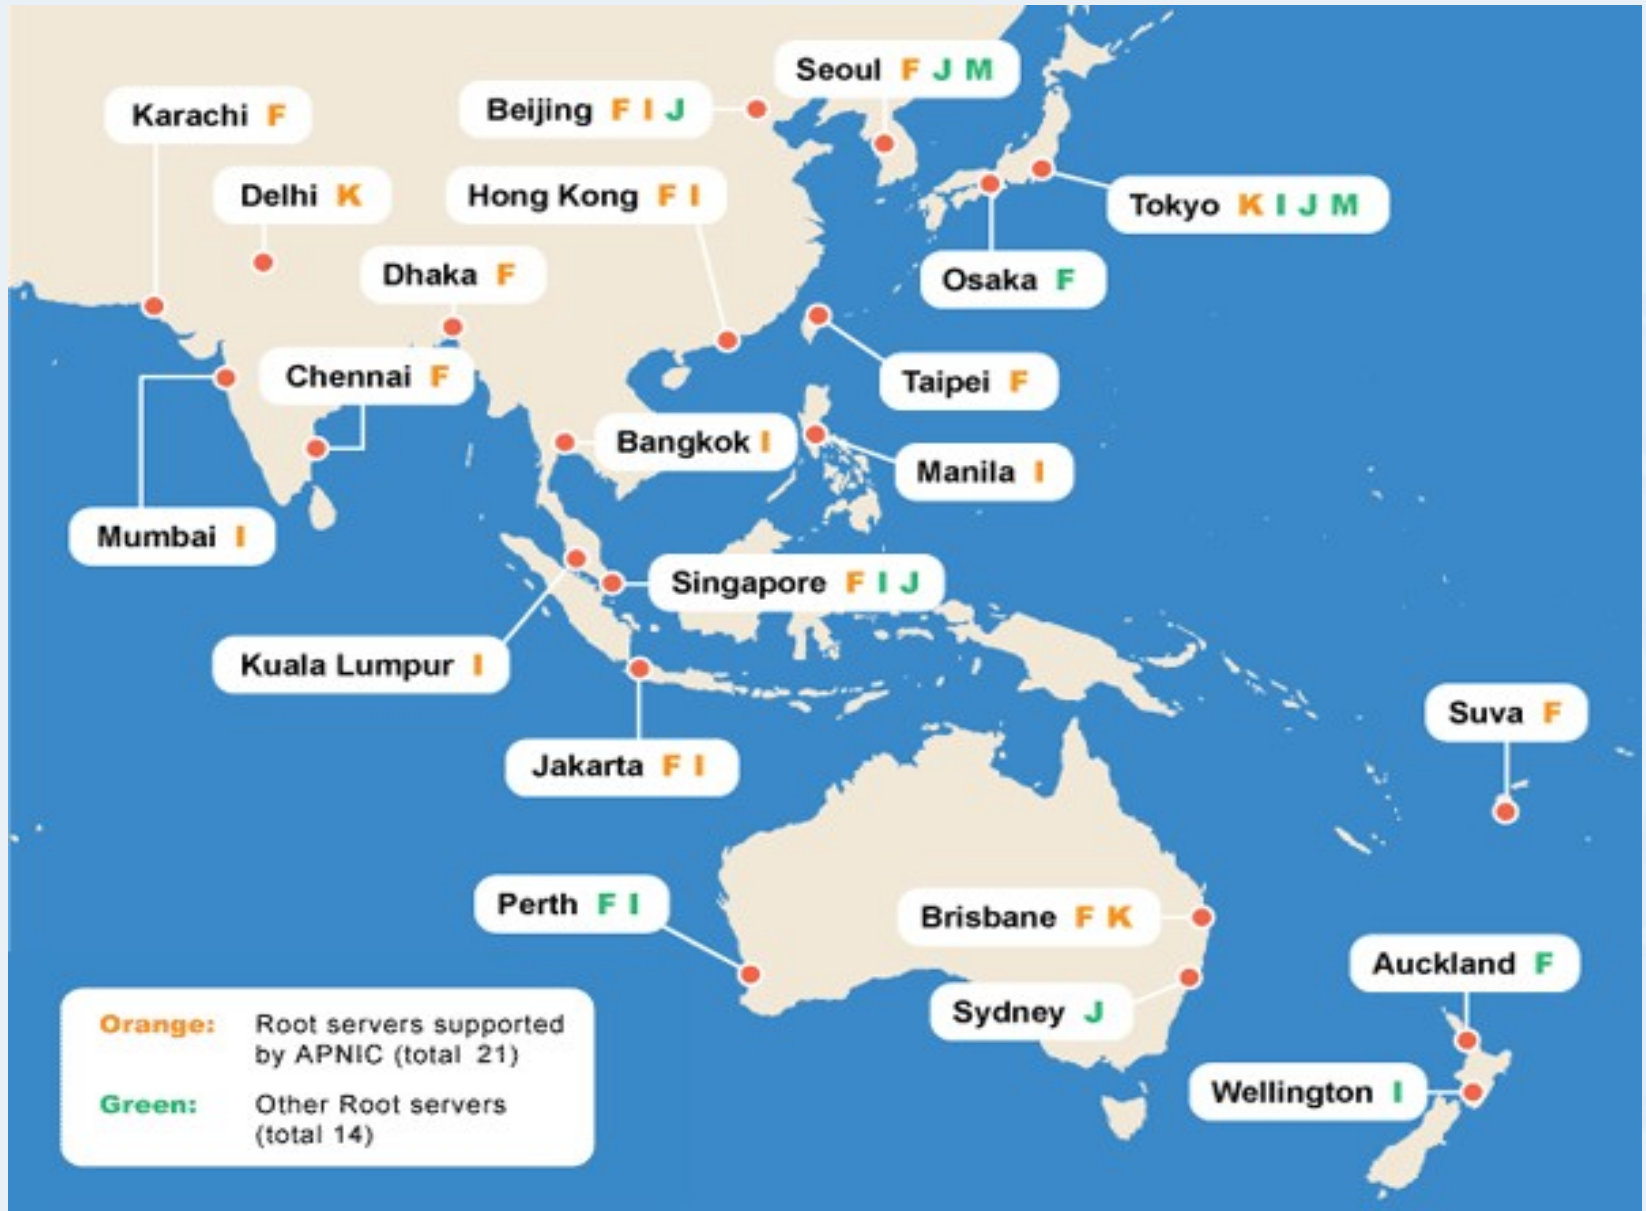 Seoul F J M
Karachi F
Beijing F I J
Delhi K
Hong Kong F I
Tokyo K I J M
Dhaka F
Osaka F
Chennai F
Taipei F
Bangkok I
Manila I
Mumbai I
Singapore F I J
Kuala Lumpur I
Suva F
Jakarta F I
Perth F I
Brisbane F K
Auckland F
Sydney J
Wellington I
Orange: Root servers supported
by APNIC (total 21)
Green: Other Root servers
(total 14)